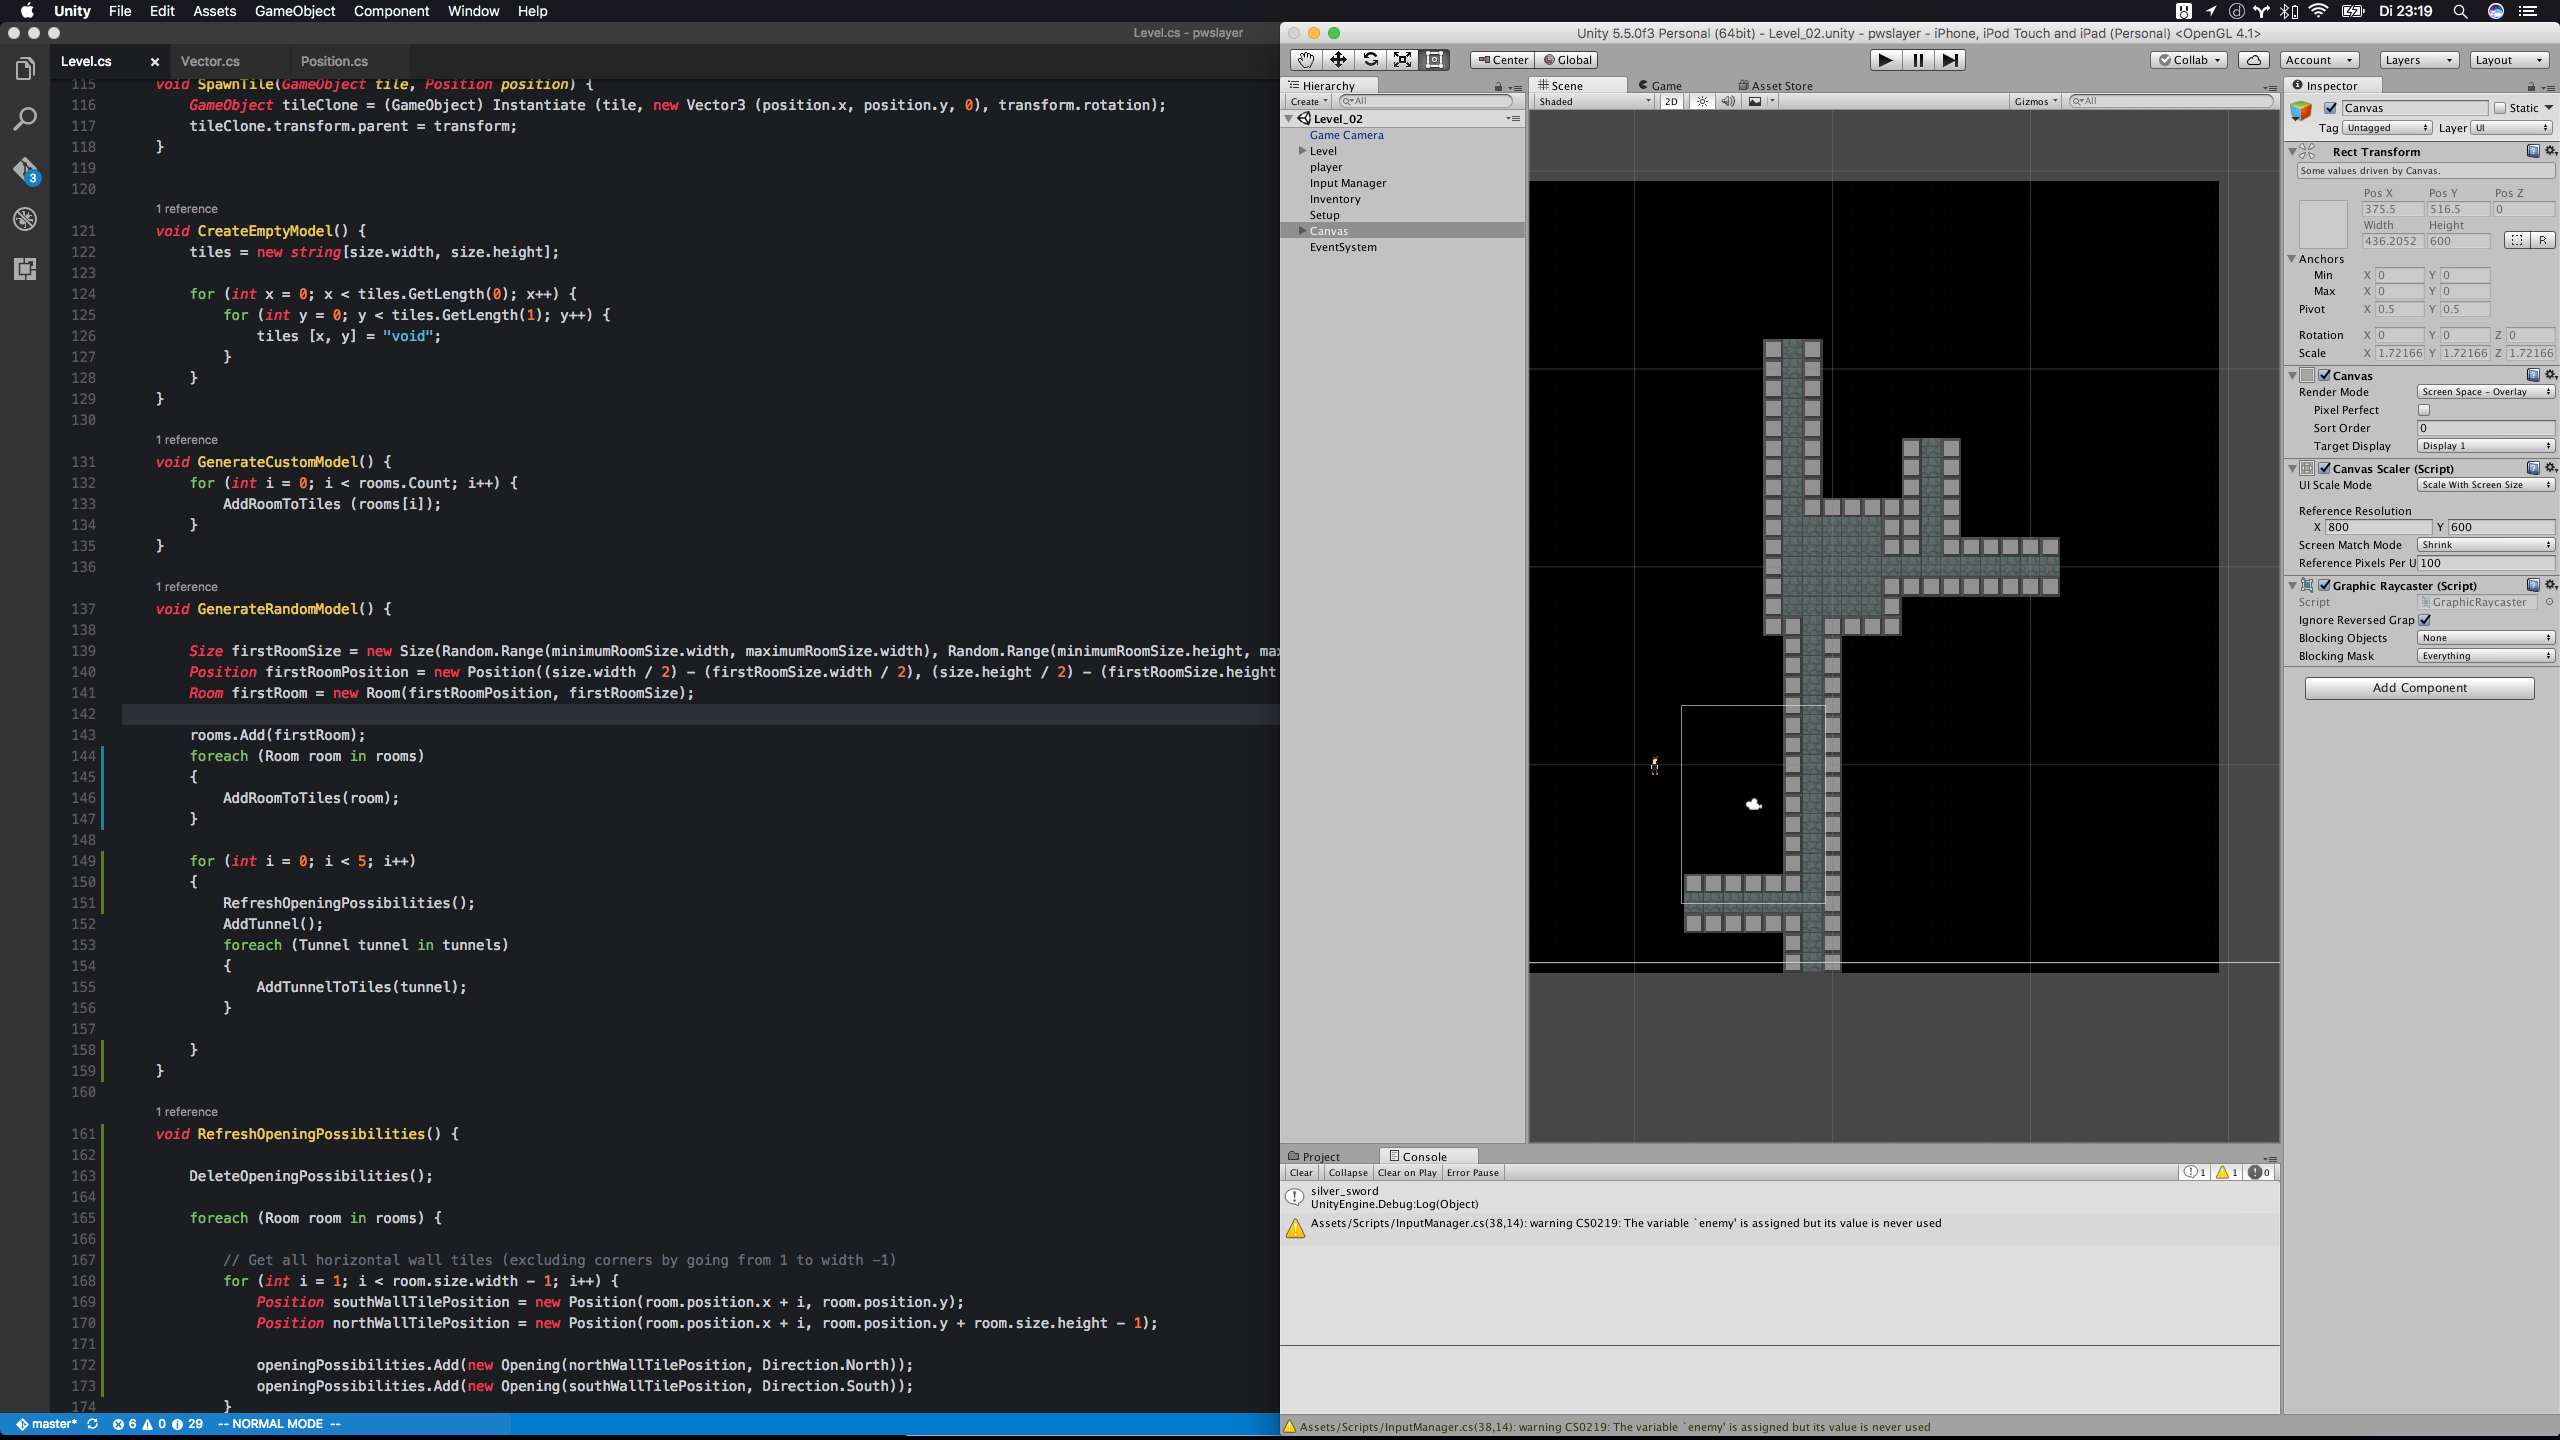 Unity File Edit Assets GameObject Component Window Help
Di 23:19
Level.cs - pwslayer
Level.cs × Vector.cs Position.cs
115 void SpawnTile(GameObject tile, Position position) {
116 GameObject tileClone = (GameObject) Instantiate (tile, new Vector3 (position.x, position.y, 0), transform.rotation);
117 tileClone.transform.parent = transform;
118 }
119
120
1 reference
121 void CreateEmptyModel() {
122 tiles = new string[size.width, size.height];
123
124 for (int x = 0; x < tiles.GetLength(0); x++) {
125 for (int y = 0; y < tiles.GetLength(1); y++) {
126 tiles [x, y] = "void";
127 }
128 }
129 }
130
1 reference
131 void GenerateCustomModel() {
132 for (int i = 0; i < rooms.Count; i++) {
133 AddRoomToTiles (rooms[i]);
134 }
135 }
136
1 reference
137 void GenerateRandomModel() {
138
139 Size firstRoomSize = new Size(Random.Range(minimumRoomSize.width, maximumRoomSize.width), Random.Range(minimumRoomSize.height, ma
140 Position firstRoomPosition = new Position((size.width / 2) - (firstRoomSize.width / 2), (size.height / 2) - (firstRoomSize.height
141 Room firstRoom = new Room(firstRoomPosition, firstRoomSize);
142
143 rooms.Add(firstRoom);
144 foreach (Room room in rooms)
145 {
146 AddRoomToTiles(room);
147 }
148
149 for (int i = 0; i < 5; i++)
150 {
151 RefreshOpeningPossibilities();
152 AddTunnel();
153 foreach (Tunnel tunnel in tunnels)
154 {
155 AddTunnelToTiles(tunnel);
156 }
157
158 }
159 }
160
1 reference
161 void RefreshOpeningPossibilities() {
162
163 DeleteOpeningPossibilities();
164
165 foreach (Room room in rooms) {
166
167 // Get all horizontal wall tiles (excluding corners by going from 1 to width -1)
168 for (int i = 1; i < room.size.width - 1; i++) {
169 Position southWallTilePosition = new Position(room.position.x + i, room.position.y);
170 Position northWallTilePosition = new Position(room.position.x + i, room.position.y + room.size.height - 1);
171
172 openingPossibilities.Add(new Opening(northWallTilePosition, Direction.North));
173 openingPossibilities.Add(new Opening(southWallTilePosition, Direction.South));
174 }
3
master* 6 0 29 -- NORMAL MODE --
Unity 5.5.0f3 Personal (64bit) - Level_02.unity - pwslayer - iPhone, iPod Touch and iPad (Personal) <OpenGL 4.1>
Center Global
Collab Account Layers Layout
Hierarchy
Create All
Level_02
Game Camera
Level
player
Input Manager
Inventory
Setup
Canvas
EventSystem
Scene Game Asset Store
Shaded 2D Gizmos All
Inspector
Canvas Static
Tag Untagged Layer UI
Rect Transform
Some values driven by Canvas.
Pos X Pos Y Pos Z
375.5 516.5 0
Width Height
436.2052 600 R
Anchors
Min X 0 Y 0
Max X 0 Y 0
Pivot X 0.5 Y 0.5
Rotation X 0 Y 0 Z 0
Scale X 1.72166 Y 1.72166 Z 1.72166
Canvas
Render Mode Screen Space - Overlay
Pixel Perfect
Sort Order 0
Target Display Display 1
Canvas Scaler (Script)
UI Scale Mode Scale With Screen Size
Reference Resolution
X 800 Y 600
Screen Match Mode Shrink
Reference Pixels Per U 100
Graphic Raycaster (Script)
Script GraphicRaycaster
Ignore Reversed Grap
Blocking Objects None
Blocking Mask Everything
Add Component
Project Console
Clear Collapse Clear on Play Error Pause 1 1 0
silver_sword
UnityEngine.Debug:Log(Object)
Assets/Scripts/InputManager.cs(38,14): warning CS0219: The variable `enemy' is assigned but its value is never used
Assets/Scripts/InputManager.cs(38,14): warning CS0219: The variable `enemy' is assigned but its value is never used